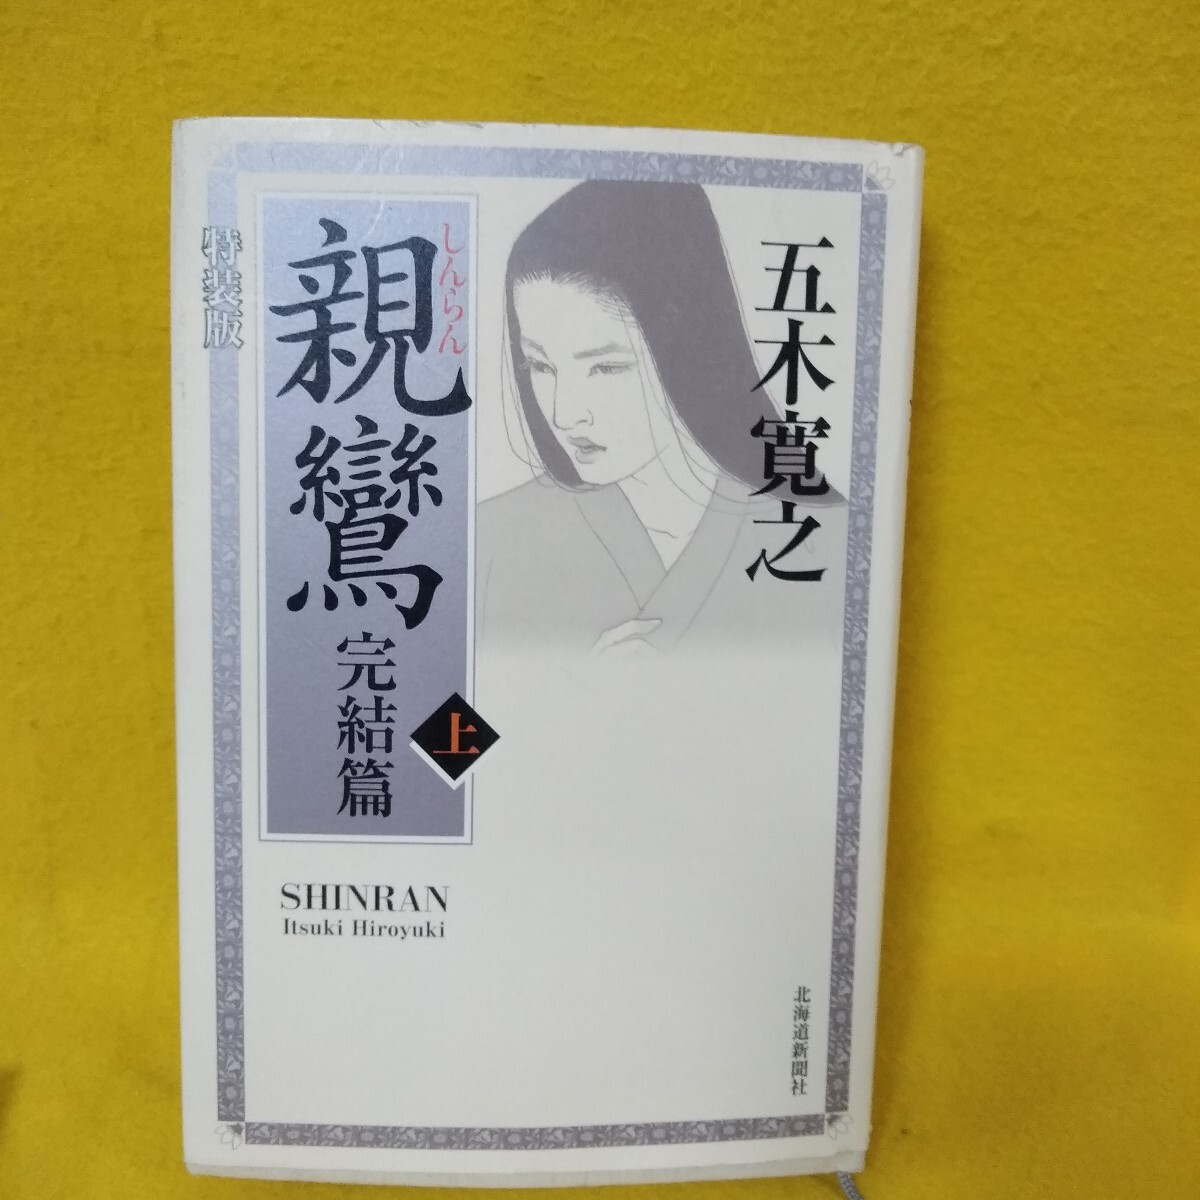 五木寛之
しんらん
親鸞
完結篇
上
特装版
SHINRAN
Itsuki Hiroyuki
北海道新聞社